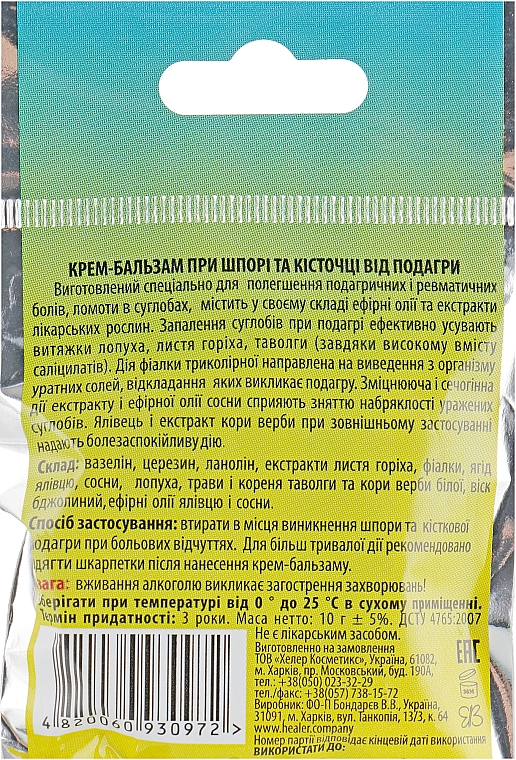 КРЕМ-БАЛЬЗАМ ПРИ ШПОРІ ТА КІСТОЧЦІ ВІД ПОДАГРИ
Виготовлений спеціально для полегшення подагричних і ревматичних
болів, ломоти в суглобах, містить у своєму складі ефірні олії та екстракти
лікарських рослин. Запалення суглобів при подагрі ефективно усувають
витяжки лопуха, листя горіха, таволги (завдяки високому вмісту
саліцилатів). Дія фіалки триколірної направлена на виведення з організму
уратних солей, відкладання яких викликає подагру. Зміцнююча і сечогінна
дії екстракту і ефірної олії сосни сприяють зняттю набряклості уражених
суглобів. Ялівець і екстракт кори верби при зовнішньому застосуванні
надають болезаспокійливу дію.
Склад: вазелін, церезин, ланолін, екстракти листя горіха, фіалки, ягід
ялівцю, сосни, лопуха, трави і кореня таволги та кори верби білої, віск
бджолиний, ефірні олії ялівцю і сосни.
Спосіб застосування: втирати в місця виникнення шпори та кісткової
подагри при больових відчуттях. Для більш тривалої дії рекомендовано
одягти шкарпетки після нанесення крем-бальзаму.
Увага: вживання алкоголю викликає загострення захворювань!
Зберігати при температурі від 0 ° до 25 °C в сухому приміщенні.
Термін придатності: 3 роки. Маса нетто: 10 г ± 5%. ДСТУ 4765:2007
Не є лікарським засобом.
Виготовлено на замовлення
ТОВ «Хелер Косметикс», Україна, 61082,
м. Харків, пр. Московський, буд. 190А.
тел.: +38(050) 023-32-29
тел./факс: +38(057) 738-15-72
Виробник: ФО-П Бондарєв В.В., Україна,
31091, м. Харків, вул. Танкопія, 13/3, к. 64
www.healer.company
Номер партії відповідає кінцевій даті використання
ВИКОРИСТАТИ ДО:
EAC
36M
4 820060 930972